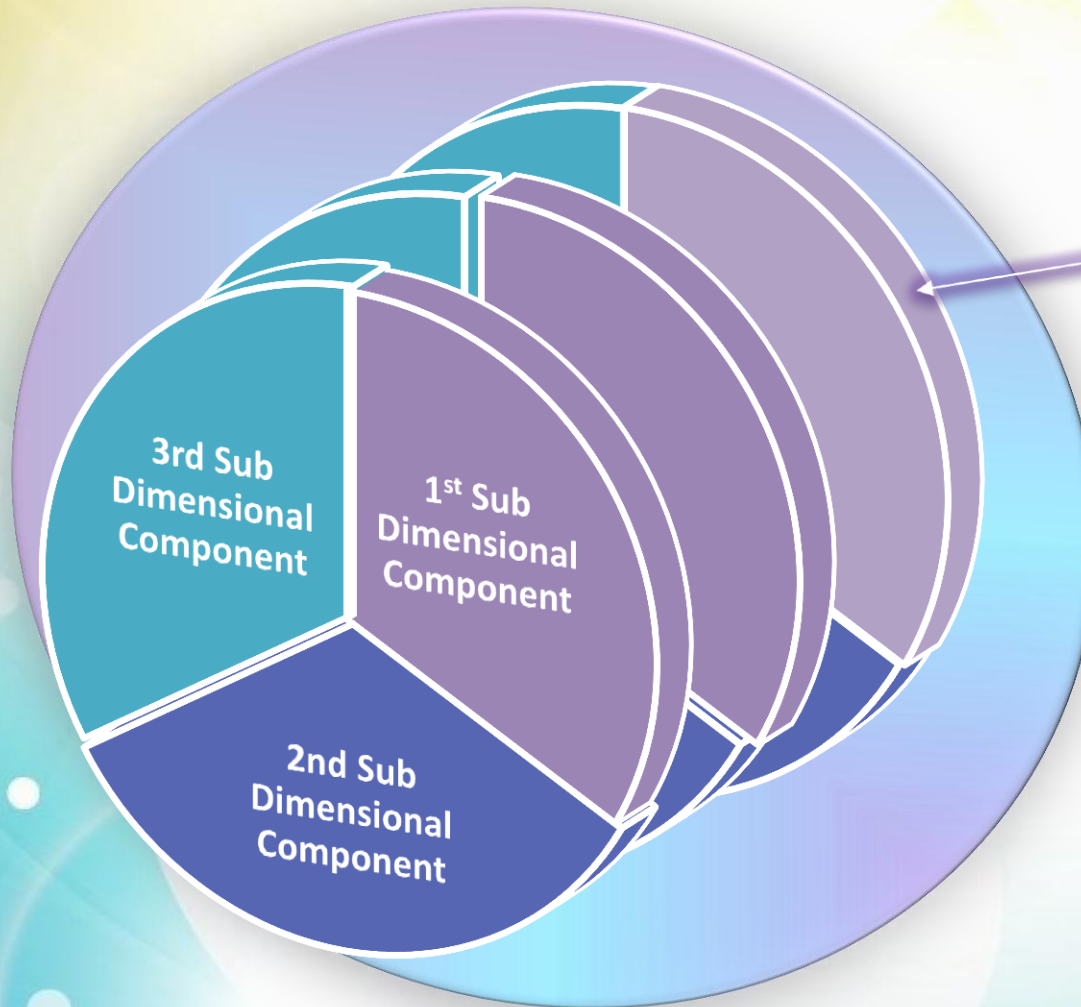 3rd Sub
Dimensional
Component
1st Sub
Dimensional
Component
2nd Sub
Dimensional
Component